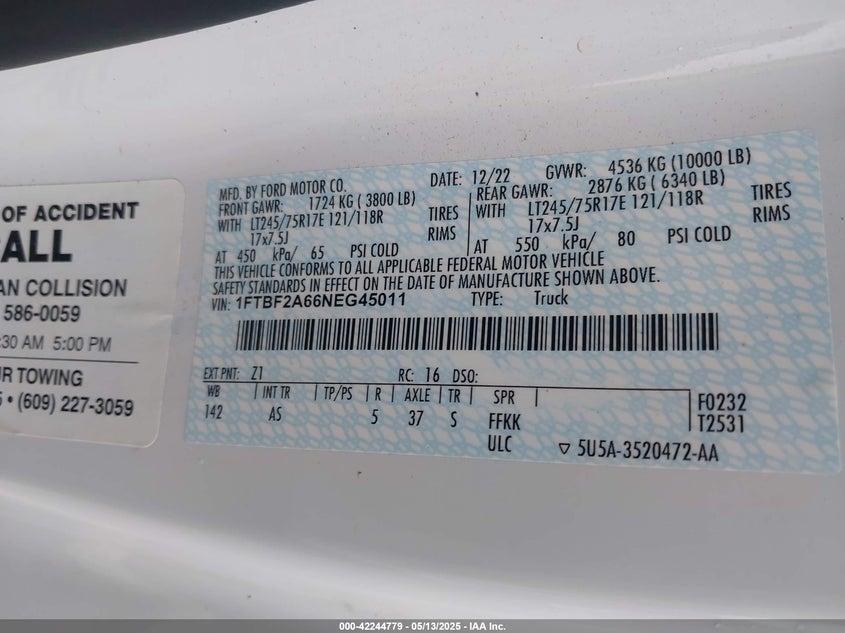 OF ACCIDENT
CALL
AN COLLISION
586-0059
:30 AM 5:00 PM
R TOWING
• (609) 227-3059
MFD. BY FORD MOTOR CO. DATE: 12/22 GVWR: 4536 KG (10000 LB)
FRONT GAWR: 1724 KG ( 3800 LB) REAR GAWR: 2876 KG ( 6340 LB)
WITH LT245/75R17E 121/118R TIRES WITH LT245/75R17E 121/118R TIRES
17x7.5J RIMS 17x7.5J RIMS
AT 450 kPa/ 65 PSI COLD AT 550 kPa/ 80 PSI COLD
THIS VEHICLE CONFORMS TO ALL APPLICABLE FEDERAL MOTOR VEHICLE
SAFETY STANDARDS IN EFFECT ON THE DATE OF MANUFACTURE SHOWN ABOVE.
VIN: 1FTBF2A66NEG45011 TYPE: Truck
EXT PNT: Z1 RC: 16 DSO:
WB INT TR TP/PS R AXLE TR SPR F0232
142 AS 5 37 S FFKK T2531
ULC ▽ 5U5A-3520472-AA
000-42244779 - 05/13/2025 - IAA Inc.